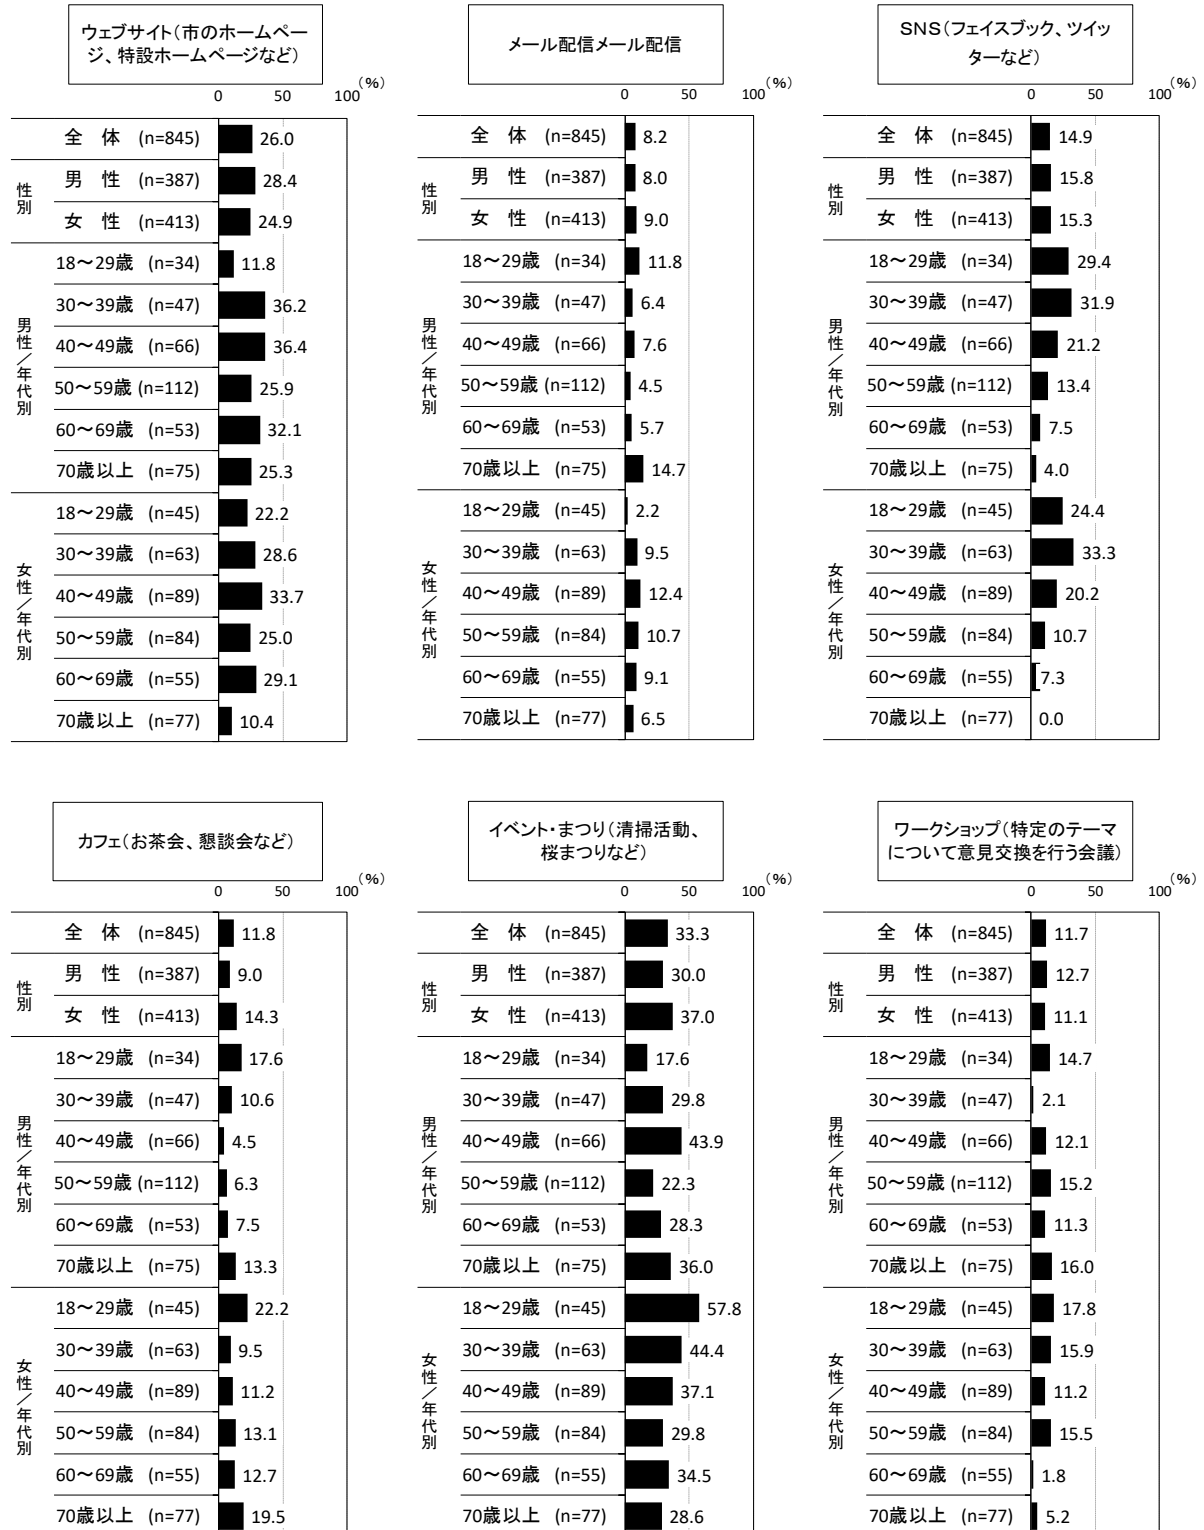 ウェブサイト（市のホームペー
ジ、特設ホームページなど）
(%)
0 50 100
全 体 (n=845) 26.0
性別
男 性 (n=387) 28.4
女 性 (n=413) 24.9
男性／年代別
18～29歳 (n=34) 11.8
30～39歳 (n=47) 36.2
40～49歳 (n=66) 36.4
50～59歳 (n=112) 25.9
60～69歳 (n=53) 32.1
70歳以上 (n=75) 25.3
女性／年代別
18～29歳 (n=45) 22.2
30～39歳 (n=63) 28.6
40～49歳 (n=89) 33.7
50～59歳 (n=84) 25.0
60～69歳 (n=55) 29.1
70歳以上 (n=77) 10.4
メール配信メール配信
(%)
0 50 100
全 体 (n=845) 8.2
性別
男 性 (n=387) 8.0
女 性 (n=413) 9.0
男性／年代別
18～29歳 (n=34) 11.8
30～39歳 (n=47) 6.4
40～49歳 (n=66) 7.6
50～59歳 (n=112) 4.5
60～69歳 (n=53) 5.7
70歳以上 (n=75) 14.7
女性／年代別
18～29歳 (n=45) 2.2
30～39歳 (n=63) 9.5
40～49歳 (n=89) 12.4
50～59歳 (n=84) 10.7
60～69歳 (n=55) 9.1
70歳以上 (n=77) 6.5
ＳＮＳ（フェイスブック、ツイッ
ターなど）
(%)
0 50 100
全 体 (n=845) 14.9
性別
男 性 (n=387) 15.8
女 性 (n=413) 15.3
男性／年代別
18～29歳 (n=34) 29.4
30～39歳 (n=47) 31.9
40～49歳 (n=66) 21.2
50～59歳 (n=112) 13.4
60～69歳 (n=53) 7.5
70歳以上 (n=75) 4.0
女性／年代別
18～29歳 (n=45) 24.4
30～39歳 (n=63) 33.3
40～49歳 (n=89) 20.2
50～59歳 (n=84) 10.7
60～69歳 (n=55) 7.3
70歳以上 (n=77) 0.0
カフェ（お茶会、懇談会など）
(%)
0 50 100
全 体 (n=845) 11.8
性別
男 性 (n=387) 9.0
女 性 (n=413) 14.3
男性／年代別
18～29歳 (n=34) 17.6
30～39歳 (n=47) 10.6
40～49歳 (n=66) 4.5
50～59歳 (n=112) 6.3
60～69歳 (n=53) 7.5
70歳以上 (n=75) 13.3
女性／年代別
18～29歳 (n=45) 22.2
30～39歳 (n=63) 9.5
40～49歳 (n=89) 11.2
50～59歳 (n=84) 13.1
60～69歳 (n=55) 12.7
70歳以上 (n=77) 19.5
イベント・まつり（清掃活動、
桜まつりなど）
(%)
0 50 100
全 体 (n=845) 33.3
性別
男 性 (n=387) 30.0
女 性 (n=413) 37.0
男性／年代別
18～29歳 (n=34) 17.6
30～39歳 (n=47) 29.8
40～49歳 (n=66) 43.9
50～59歳 (n=112) 22.3
60～69歳 (n=53) 28.3
70歳以上 (n=75) 36.0
女性／年代別
18～29歳 (n=45) 57.8
30～39歳 (n=63) 44.4
40～49歳 (n=89) 37.1
50～59歳 (n=84) 29.8
60～69歳 (n=55) 34.5
70歳以上 (n=77) 28.6
ワークショップ（特定のテーマ
について意見交換を行う会議）
(%)
0 50 100
全 体 (n=845) 11.7
性別
男 性 (n=387) 12.7
女 性 (n=413) 11.1
男性／年代別
18～29歳 (n=34) 14.7
30～39歳 (n=47) 2.1
40～49歳 (n=66) 12.1
50～59歳 (n=112) 15.2
60～69歳 (n=53) 11.3
70歳以上 (n=75) 16.0
女性／年代別
18～29歳 (n=45) 17.8
30～39歳 (n=63) 15.9
40～49歳 (n=89) 11.2
50～59歳 (n=84) 15.5
60～69歳 (n=55) 1.8
70歳以上 (n=77) 5.2